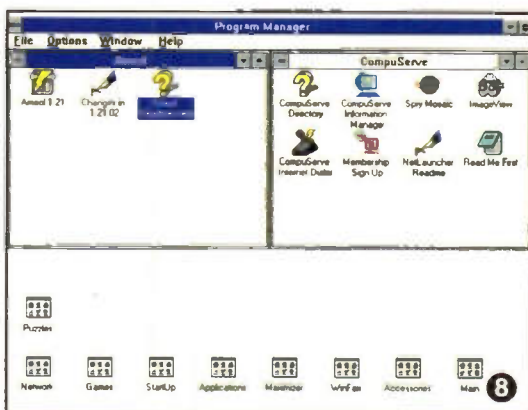 Program Manager
File Options Window Help
CompuServe
Ameol 1.21
Changes in 1.21.02
CompuServe Directory
CompuServe Information Manager
Spry Mosaic
ImageView
CompuServe Internet Dialer
Membership Sign Up
NetLauncher Readme
Read Me First
Puzzles
Network
Games
StartUp
Applications
Maximizer
WinFax
Accessories
Main
8